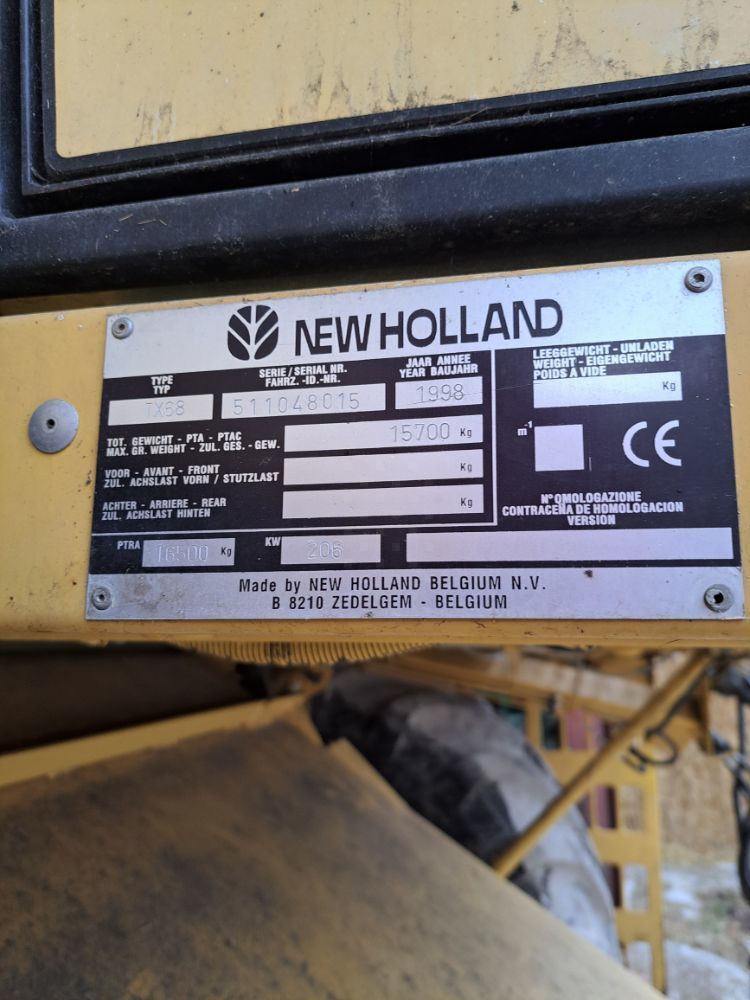 NEW HOLLAND
TYPE
TYP
TX68
SERIE / SERIAL NR.
FAHRZ. -ID.-NR.
511048015
JAAR ANNEE
YEAR BAUJAHR
1998
TOT. GEWICHT - PTA - PTAC
MAX. GR. WEIGHT - ZUL. GES. - GEW.
15700 Kg
VOOR - AVANT - FRONT
ZUL. ACHSLAST VORN / STUTZLAST
Kg
ACHTER - ARRIERE - REAR
ZUL. ACHSLAST HINTEN
Kg
PTRA 16500 Kg KW 206
LEEGGEWICHT - UNLADEN
WEIGHT - EIGENGEWICHT
POIDS A VIDE
Kg
m⁻¹
CE
N° OMOLOGAZIONE
CONTRACEÑA DE HOMOLOGACION
VERSION
Made by NEW HOLLAND BELGIUM N.V.
B 8210 ZEDELGEM - BELGIUM